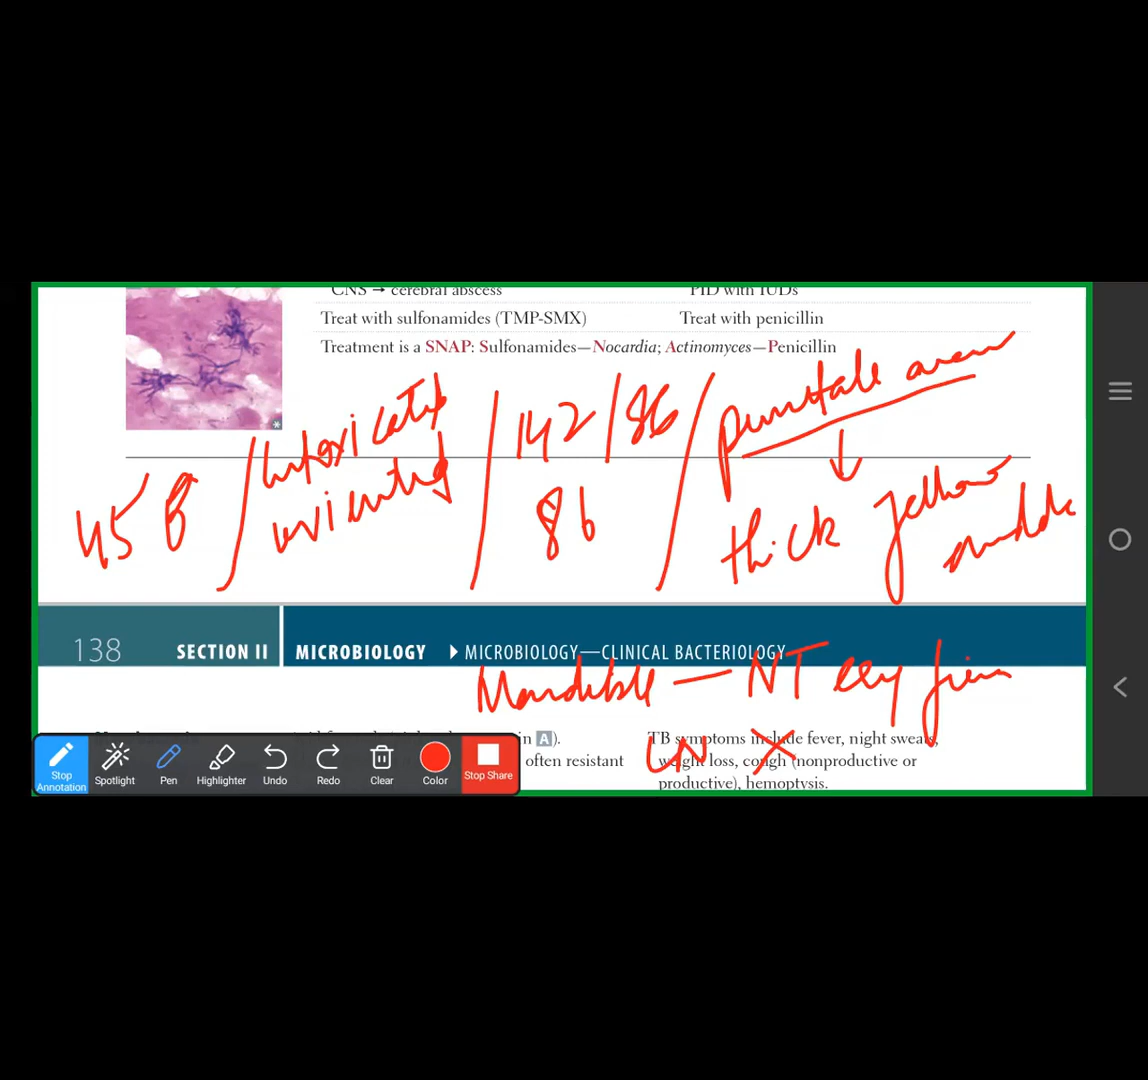 CNS → cerebral abscess
PID with IUDs
Treat with sulfonamides (TMP-SMX)
Treat with penicillin
Treatment is a SNAP: Sulfonamides—Nocardia; Actinomyces—Penicillin
45 / / 142/86 /
86
thick yellow
138 SECTION II MICROBIOLOGY ▶ MICROBIOLOGY—CLINICAL BACTERIOLOGY
Mandible — NT
LN X
in A).
often resistant
TB symptoms include fever, night sweats,
weight loss, cough (nonproductive or
productive), hemoptysis.
Stop Annotation
Spotlight
Pen
Highlighter
Undo
Redo
Clear
Color
Stop Share